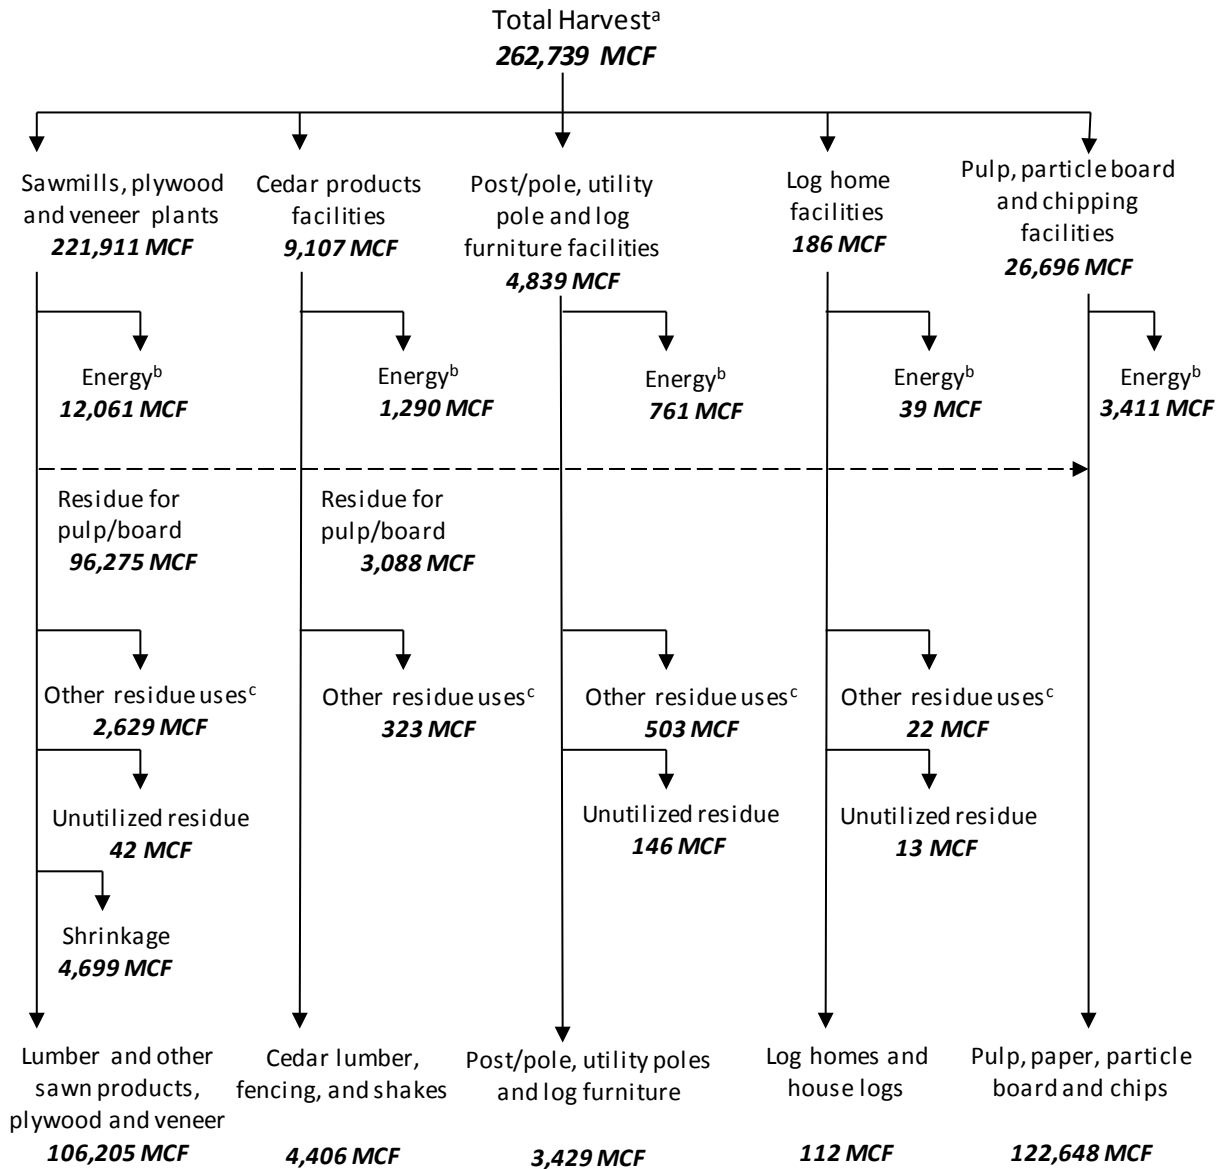 Total Harvestᵃ
262,739 MCF
Sawmills, plywood
and veneer plants
221,911 MCF
Cedar products
facilities
9,107 MCF
Post/pole, utility
pole and log
furniture facilities
4,839 MCF
Log home
facilities
186 MCF
Pulp, particle board
and chipping
facilities
26,696 MCF
Energyᵇ
12,061 MCF
Energyᵇ
1,290 MCF
Energyᵇ
761 MCF
Energyᵇ
39 MCF
Energyᵇ
3,411 MCF
Residue for
pulp/board
96,275 MCF
Residue for
pulp/board
3,088 MCF
Other residue usesᶜ
2,629 MCF
Other residue usesᶜ
323 MCF
Other residue usesᶜ
503 MCF
Other residue usesᶜ
22 MCF
Unutilized residue
42 MCF
Unutilized residue
146 MCF
Unutilized residue
13 MCF
Shrinkage
4,699 MCF
Lumber and other
sawn products,
plywood and veneer
106,205 MCF
Cedar lumber,
fencing, and shakes
4,406 MCF
Post/pole, utility poles
and log furniture
3,429 MCF
Log homes and
house logs
112 MCF
Pulp, paper, particle
board and chips
122,648 MCF